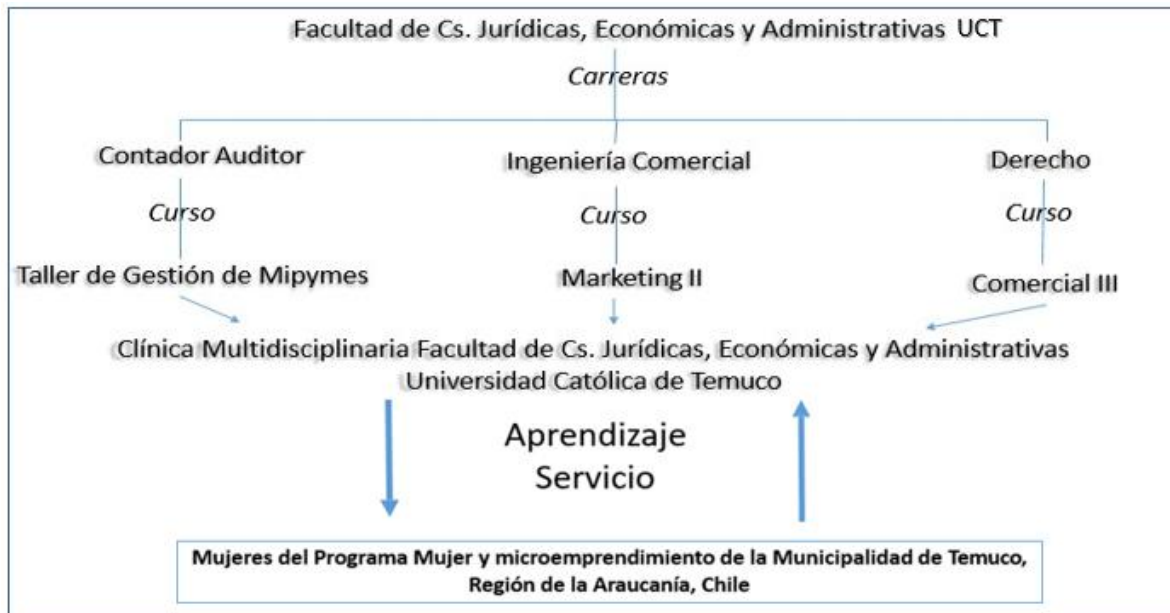 Facultad de Cs. Jurídicas, Económicas y Administrativas UCT
Carreras
Contador Auditor
Ingeniería Comercial
Derecho
Curso
Curso
Curso
Taller de Gestión de Mipymes
Marketing II
Comercial III
Clínica Multidisciplinaria Facultad de Cs. Jurídicas, Económicas y Administrativas
Universidad Católica de Temuco
Aprendizaje
Servicio
Mujeres del Programa Mujer y microemprendimiento de la Municipalidad de Temuco,
Región de la Araucanía, Chile